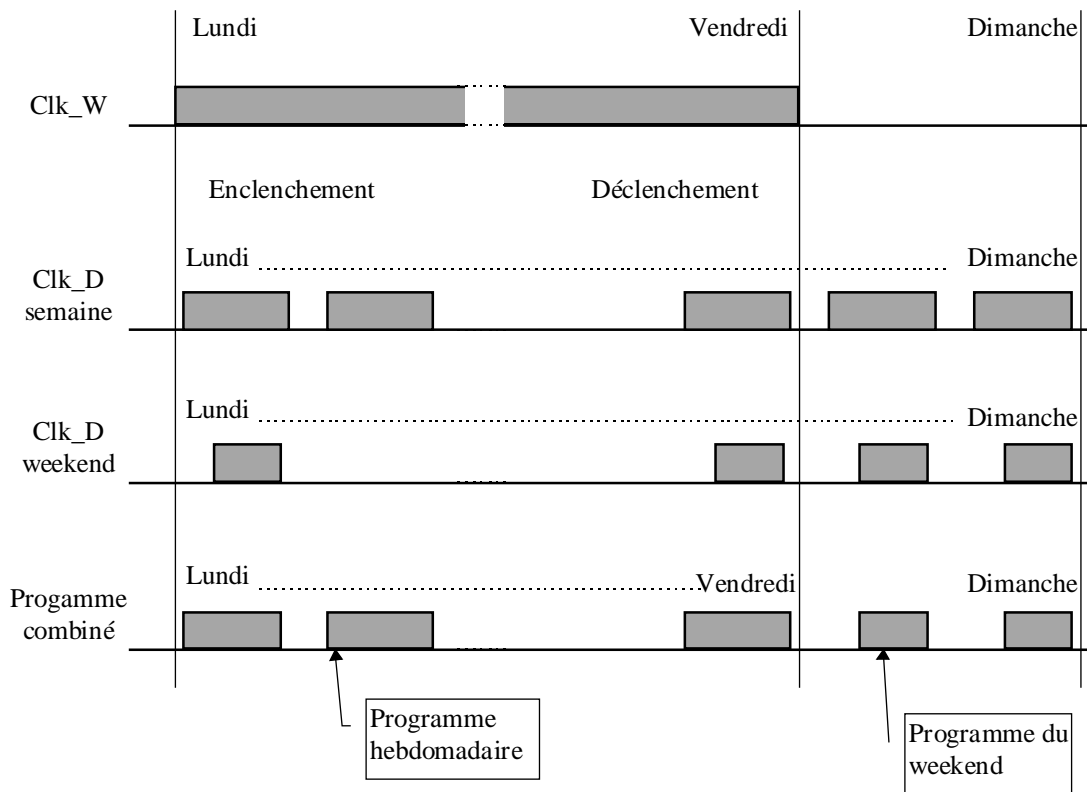 Lundi Vendredi Dimanche
Clk_W
Enclenchement Déclenchement
Lundi Dimanche
Clk_D
semaine
Lundi Dimanche
Clk_D
weekend
Lundi Vendredi Dimanche
Progamme
combiné
Programme
hebdomadaire
Programme du
weekend